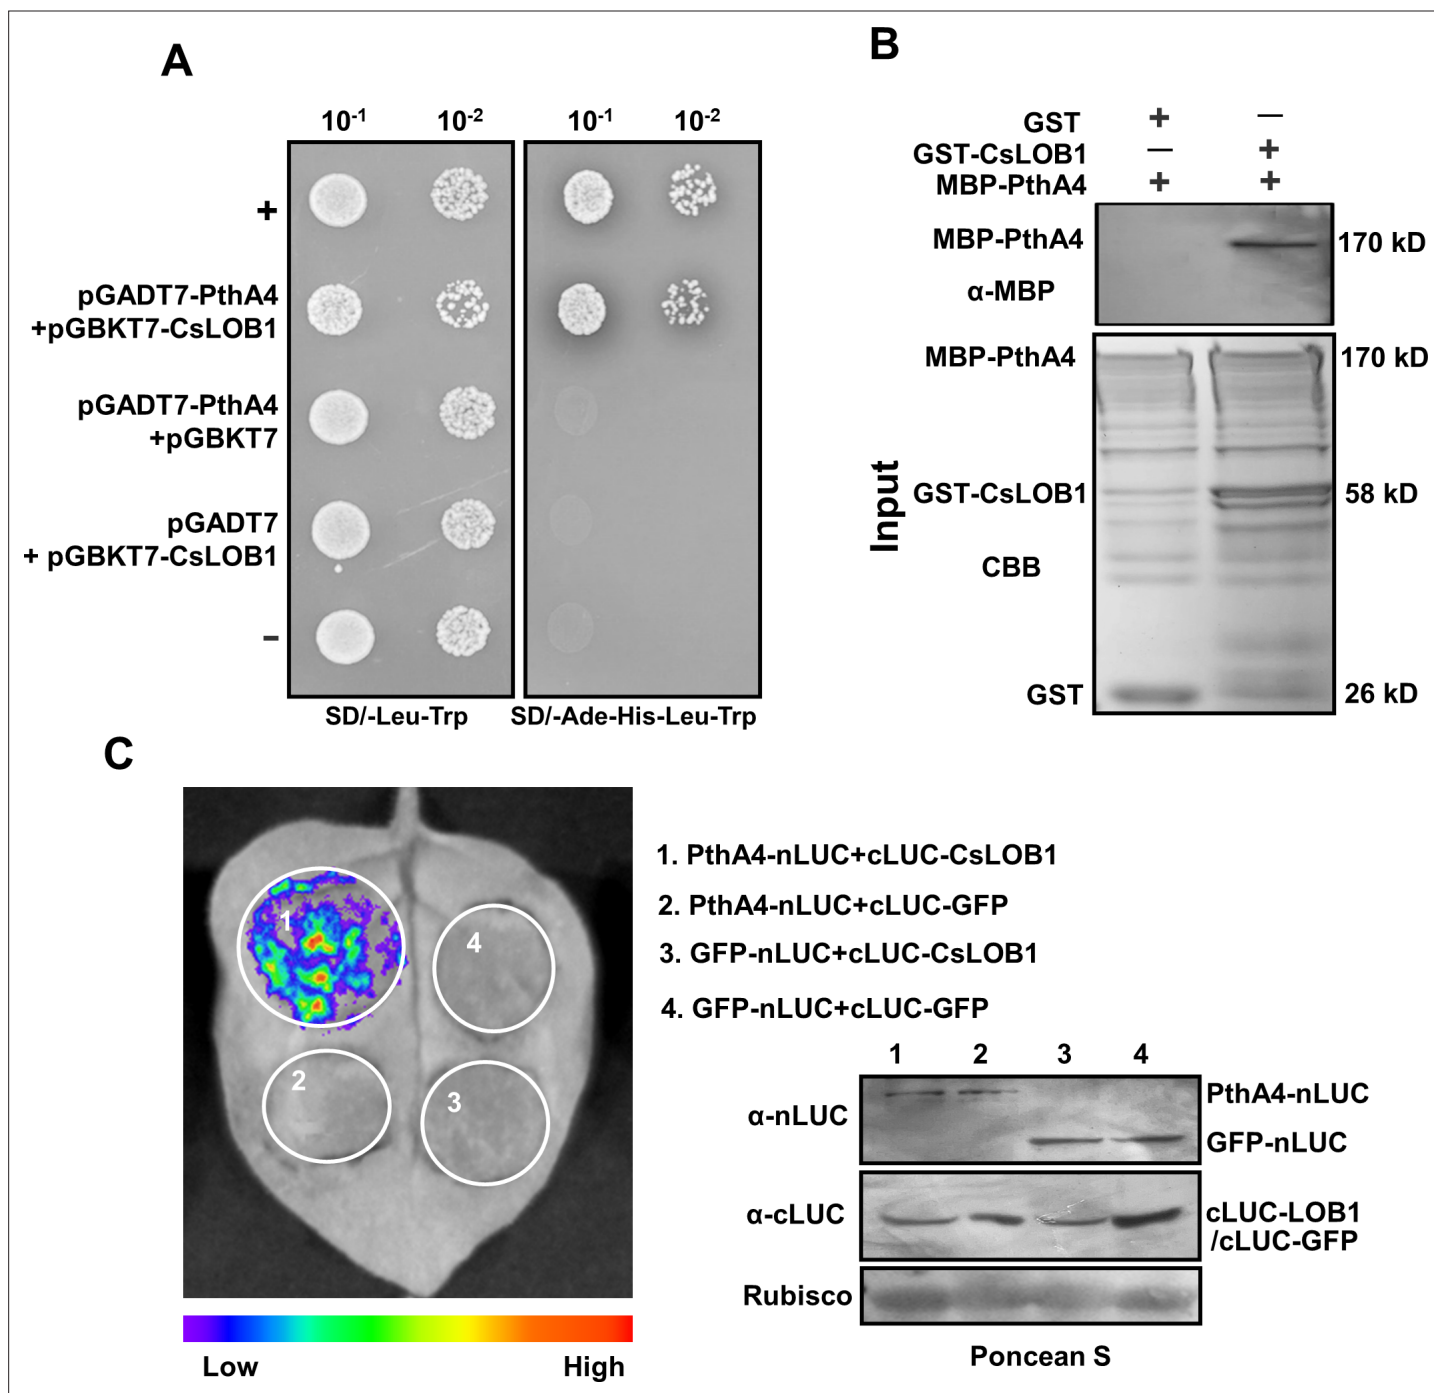 A
10-1 10-2 10-1 10-2
+
pGADT7-PthA4
+pGBKT7-CsLOB1
pGADT7-PthA4
+pGBKT7
pGADT7
+ pGBKT7-CsLOB1
-
SD/-Leu-Trp SD/-Ade-His-Leu-Trp
B
GST + —
GST-CsLOB1 — +
MBP-PthA4 + +
MBP-PthA4 170 kD
α-MBP
MBP-PthA4 170 kD
Input
GST-CsLOB1 58 kD
CBB
GST 26 kD
C
1
4
2
3
Low High
1. PthA4-nLUC+cLUC-CsLOB1
2. PthA4-nLUC+cLUC-GFP
3. GFP-nLUC+cLUC-CsLOB1
4. GFP-nLUC+cLUC-GFP
1 2 3 4
α-nLUC PthA4-nLUC
GFP-nLUC
α-cLUC cLUC-LOB1
/cLUC-GFP
Rubisco
Poncean S